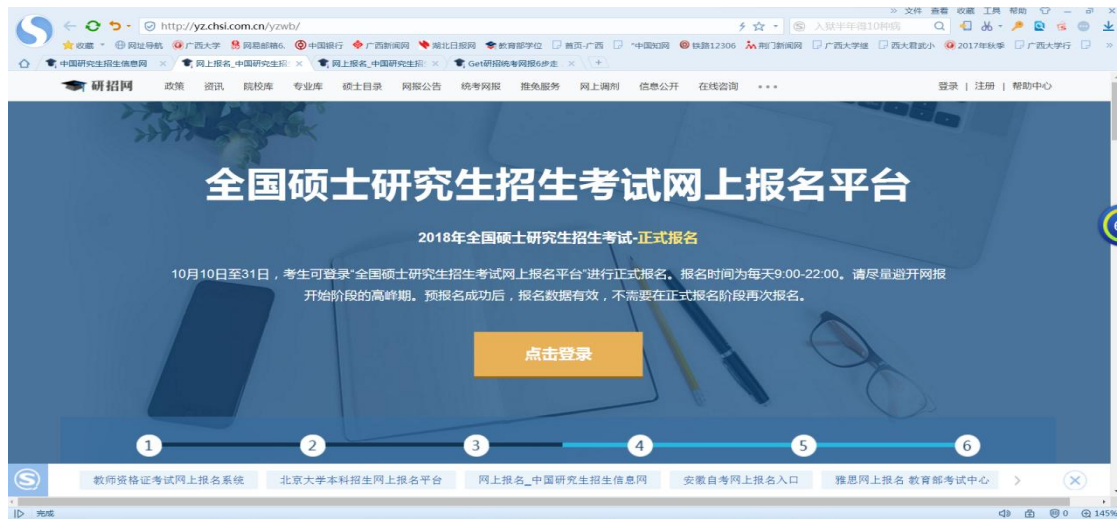 文件 查看 收藏 工具 帮助
http://yz.chsi.com.cn/yzwb/
入狱半年闹10种病
收藏 网址导航 广西大学 网易邮箱6. 中国银行 广西新闻网 湖北日报网 教育部学位 首页-广西 "中国知网 铁路12306 荆门新闻网 广西大学继 西大君武小 2017年秋季 广西大学行
中国研究生招生信息网 网上报名_中国研究生招 网上报名_中国研究生招 Get研招统考网报6步走
研招网 政策 资讯 院校库 专业库 硕士目录 网报公告 统考网报 推免服务 网上调剂 信息公开 在线咨询 ••• 登录 | 注册 | 帮助中心
全国硕士研究生招生考试网上报名平台
2018年全国硕士研究生招生考试-正式报名
10月10日至31日，考生可登录“全国硕士研究生招生考试网上报名平台”进行正式报名。报名时间为每天9:00-22:00。请尽量避开网报
开始阶段的高峰期。预报名成功后，报名数据有效，不需要在正式报名阶段再次报名。
点击登录
1 2 3 4 5 6
教师资格证考试网上报名系统 北京大学本科招生网上报名平台 网上报名_中国研究生招生信息网 安徽自考网上报名入口 雅思网上报名 教育部考试中心
完成 0 145%